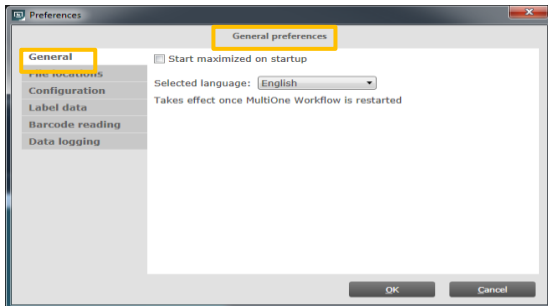 Preferences
General preferences
General
File locations
Configuration
Label data
Barcode reading
Data logging
Start maximized on startup
Selected language: English
Takes effect once MultiOne Workflow is restarted
OK
Cancel